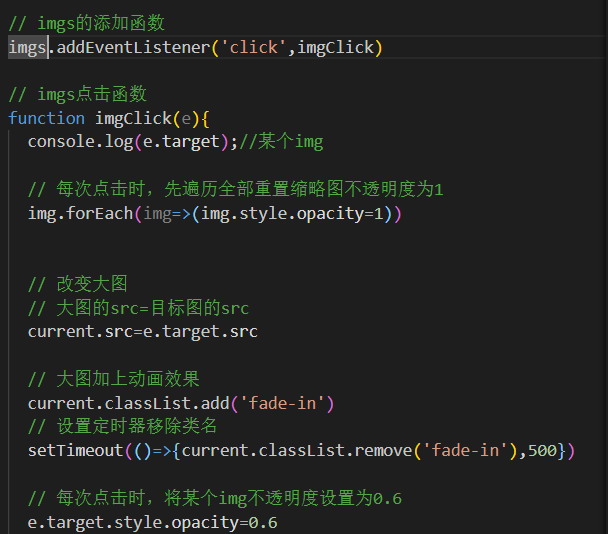 // imgs的添加函数
imgs.addEventListener('click',imgClick)
// imgs点击函数
function imgClick(e){
console.log(e.target);//某个img
// 每次点击时，先遍历全部重置缩略图不透明度为1
img.forEach(img=>(img.style.opacity=1))
// 改变大图
// 大图的src=目标图的src
current.src=e.target.src
// 大图加上动画效果
current.classList.add('fade-in')
// 设置定时器移除类名
setTimeout(()=>{current.classList.remove('fade-in'),500})
// 每次点击时，将某个img不透明度设置为0.6
e.target.style.opacity=0.6